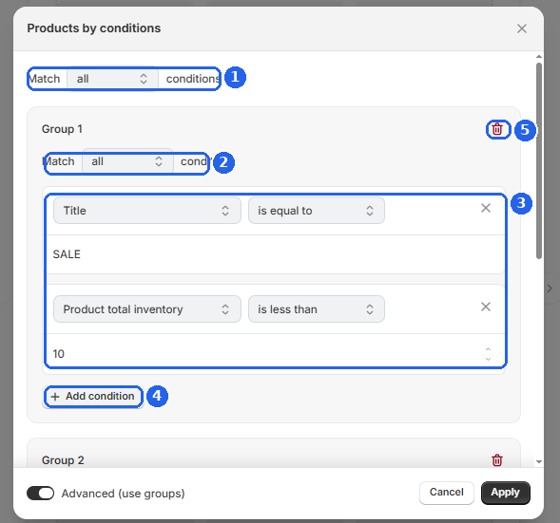 Products by conditions
Match all conditions 1
Group 1 5
Match all cond 2
Title is equal to 3
SALE
Product total inventory is less than
10
+ Add condition 4
Group 2
Advanced (use groups) Cancel Apply